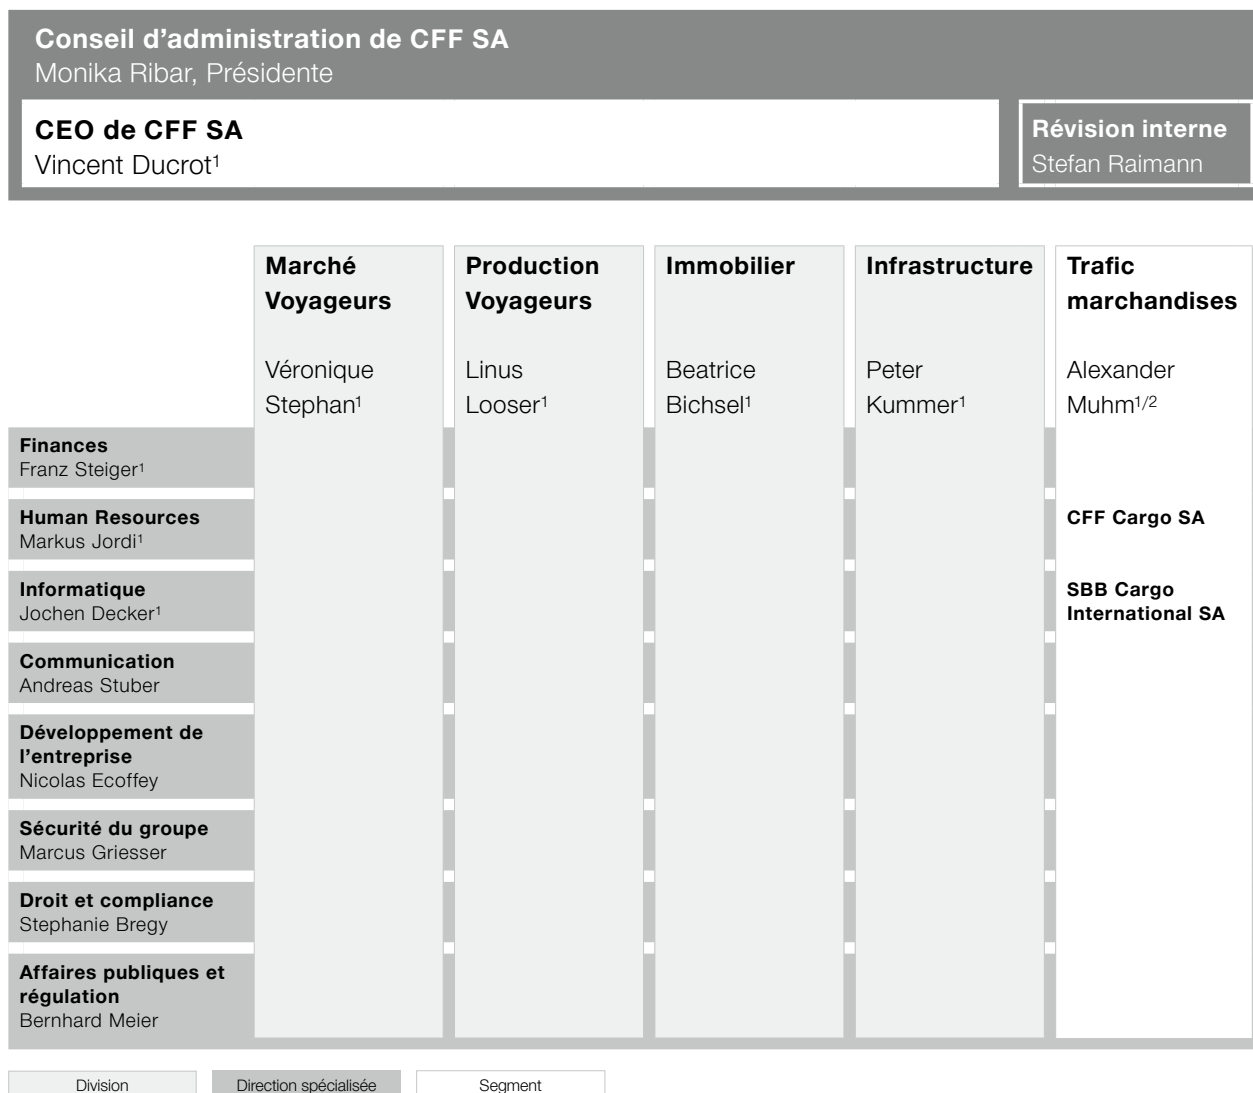 Conseil d’administration de CFF SA
Monika Ribar, Présidente
CEO de CFF SA
Vincent Ducrot¹
Révision interne
Stefan Raimann
Marché
Voyageurs
Véronique
Stephan¹
Production
Voyageurs
Linus
Looser¹
Immobilier
Beatrice
Bichsel¹
Infrastructure
Peter
Kummer¹
Trafic
marchandises
Alexander
Muhm¹/²
Finances
Franz Steiger¹
Human Resources
Markus Jordi¹
CFF Cargo SA
Informatique
Jochen Decker¹
SBB Cargo
International SA
Communication
Andreas Stuber
Développement de
l’entreprise
Nicolas Ecoffey
Sécurité du groupe
Marcus Griesser
Droit et compliance
Stephanie Bregy
Affaires publiques et
régulation
Bernhard Meier
Division
Direction spécialisée
Segment